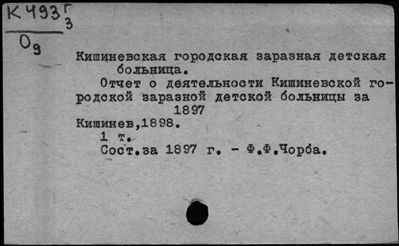 К 493 Г
3
О9
Кишиневская городская заразная детская
больница.
Отчет о деятельности Кишиневской го-
родской заразной детской больницы за
1897
Кишинев,1898.
1 т.
Сост.за 1897 г. - Ф.Ф.Чорба.